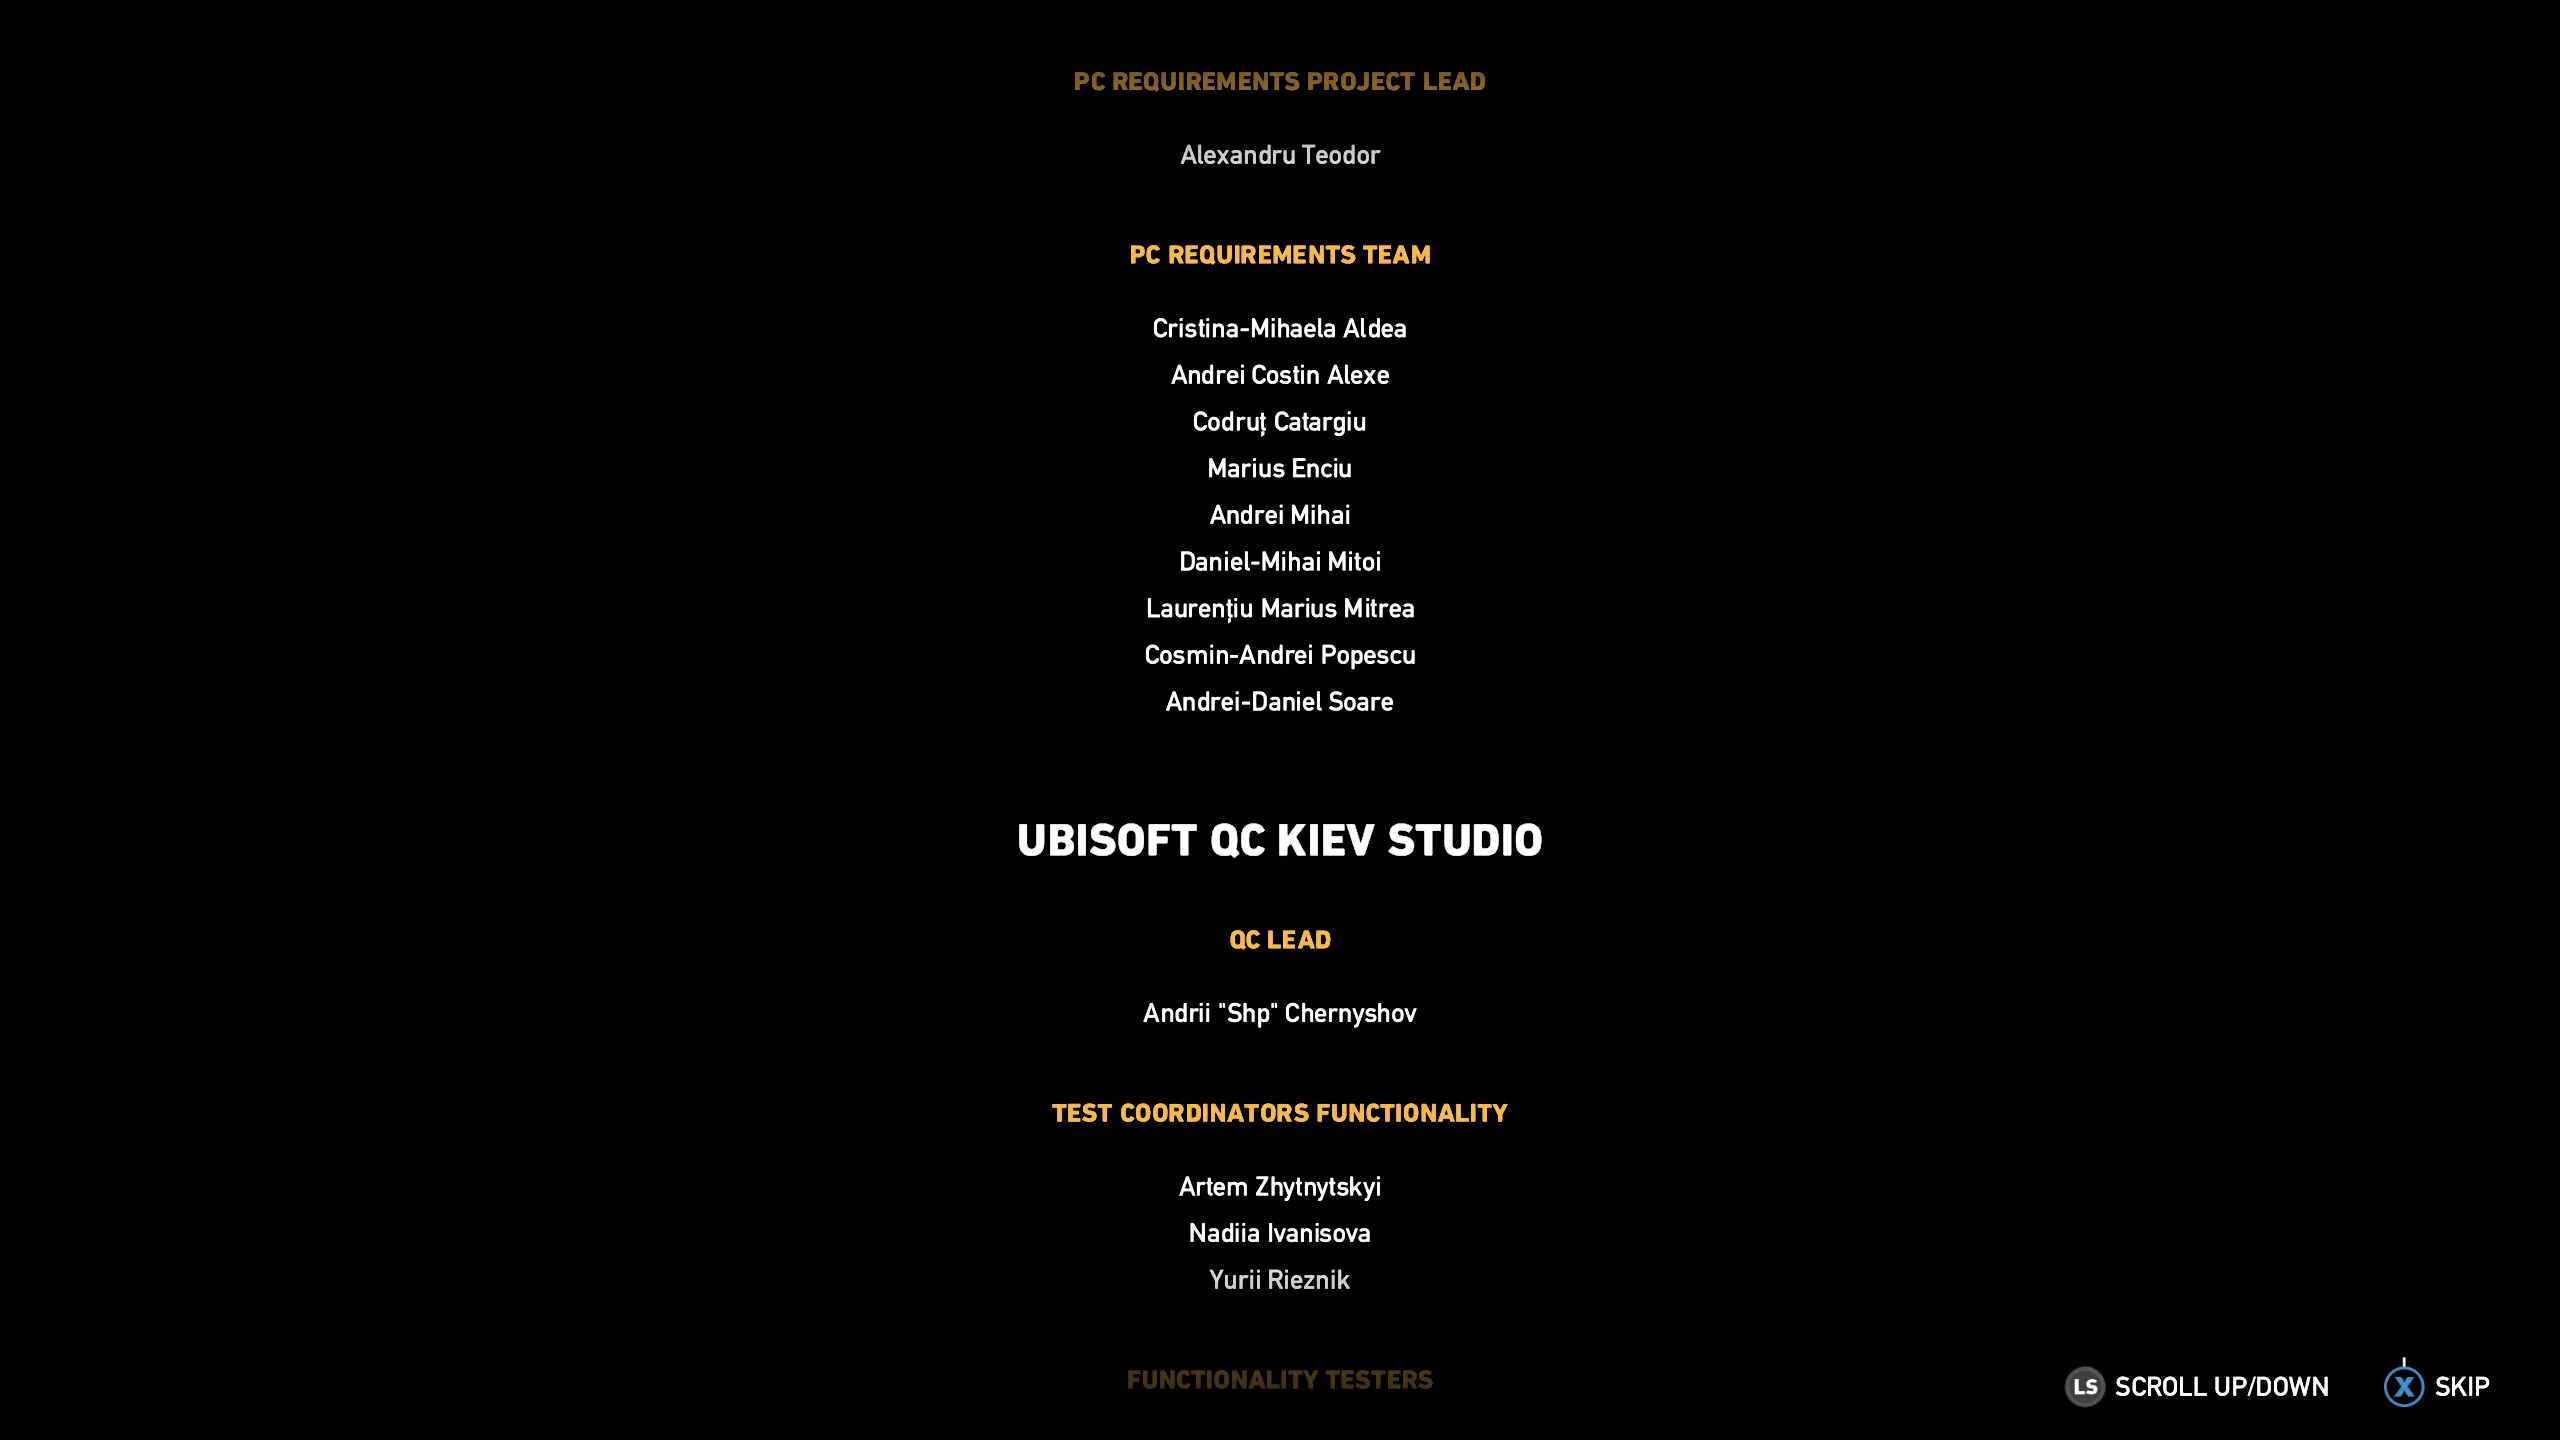 PC REQUIREMENTS PROJECT LEAD
Alexandru Teodor
PC REQUIREMENTS TEAM
Cristina-Mihaela Aldea
Andrei Costin Alexe
Codruț Catargiu
Marius Enciu
Andrei Mihai
Daniel-Mihai Mitoi
Laurențiu Marius Mitrea
Cosmin-Andrei Popescu
Andrei-Daniel Soare
UBISOFT QC KIEV STUDIO
QC LEAD
Andrii "Shp" Chernyshov
TEST COORDINATORS FUNCTIONALITY
Artem Zhytnytskyi
Nadiia Ivanisova
Yurii Rieznik
FUNCTIONALITY TESTERS
LS SCROLL UP/DOWN X SKIP